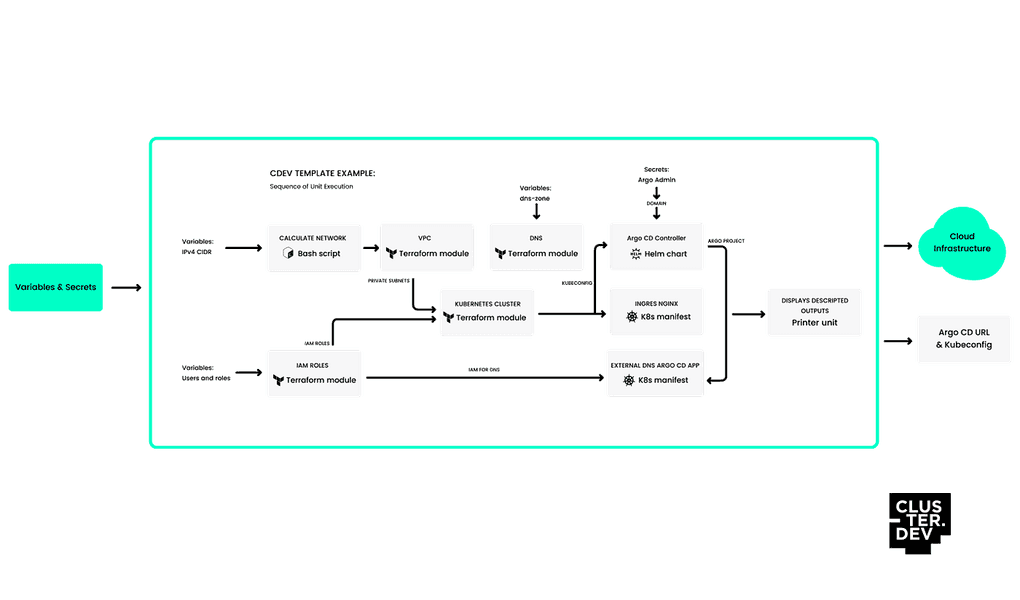 CDEV TEMPLATE EXAMPLE:
Sequence of Unit Execution
Variables & Secrets
Variables:
IPv4 CIDR
CALCULATE NETWORK
Bash script
VPC
Terraform module
Variables:
dns-zone
DNS
Terraform module
Secrets:
Argo Admin
DOMAIN
Argo CD Controller
HELM
Helm chart
ARGO PROJECT
PRIVATE SUBNETS
KUBECONFIG
KUBERNETES CLUSTER
Terraform module
INGRES NGINX
K8s manifest
DISPLAYS DESCRIPTED
OUTPUTS
Printer unit
IAM ROLES
Variables:
Users and roles
IAM ROLES
Terraform module
IAM FOR DNS
EXTERNAL DNS ARGO CD APP
K8s manifest
Cloud
Infrastructure
Argo CD URL
& Kubeconfig
CLUS
TER.
DEV